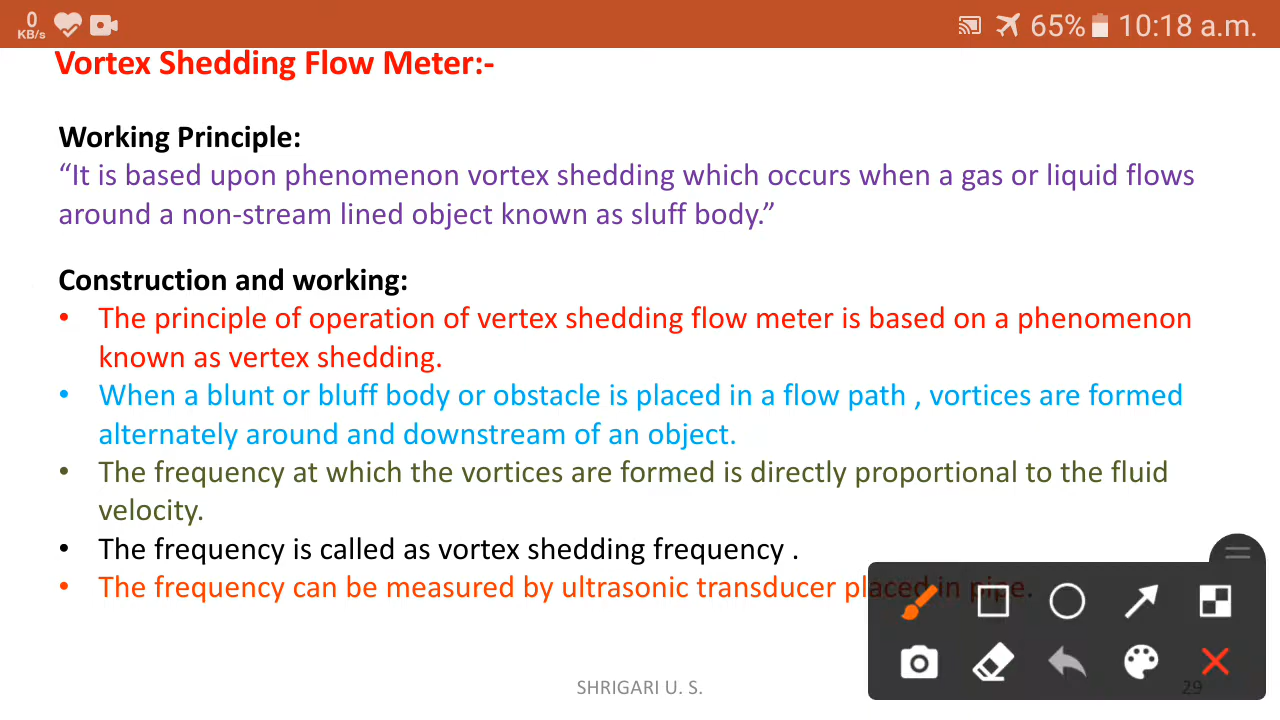 0
KB/s
65%
10:18 a.m.
Vortex Shedding Flow Meter:-
Working Principle:
“It is based upon phenomenon vortex shedding which occurs when a gas or liquid flows
around a non-stream lined object known as sluff body.”
Construction and working:
• The principle of operation of vertex shedding flow meter is based on a phenomenon
known as vertex shedding.
• When a blunt or bluff body or obstacle is placed in a flow path , vortices are formed
alternately around and downstream of an object.
• The frequency at which the vortices are formed is directly proportional to the fluid
velocity.
• The frequency is called as vortex shedding frequency .
• The frequency can be measured by ultrasonic transducer placed in pipe.
SHRIGARI U. S.
29